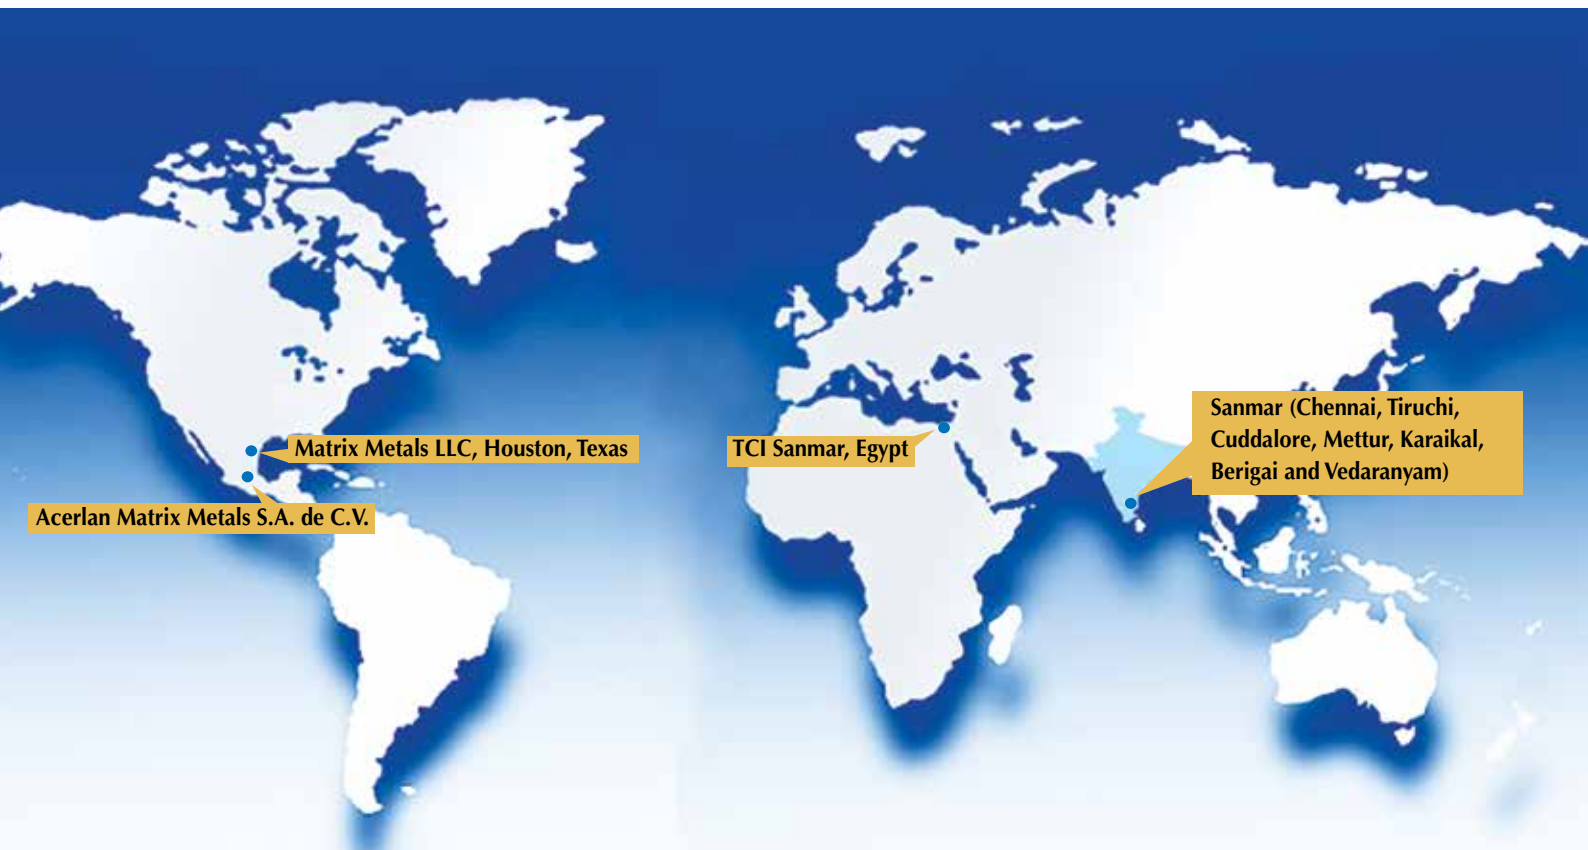 Matrix Metals LLC, Houston, Texas
Acerlan Matrix Metals S.A. de C.V.
TCI Sanmar, Egypt
Sanmar (Chennai, Tiruchi,
Cuddalore, Mettur, Karaikal,
Berigai and Vedaranyam)